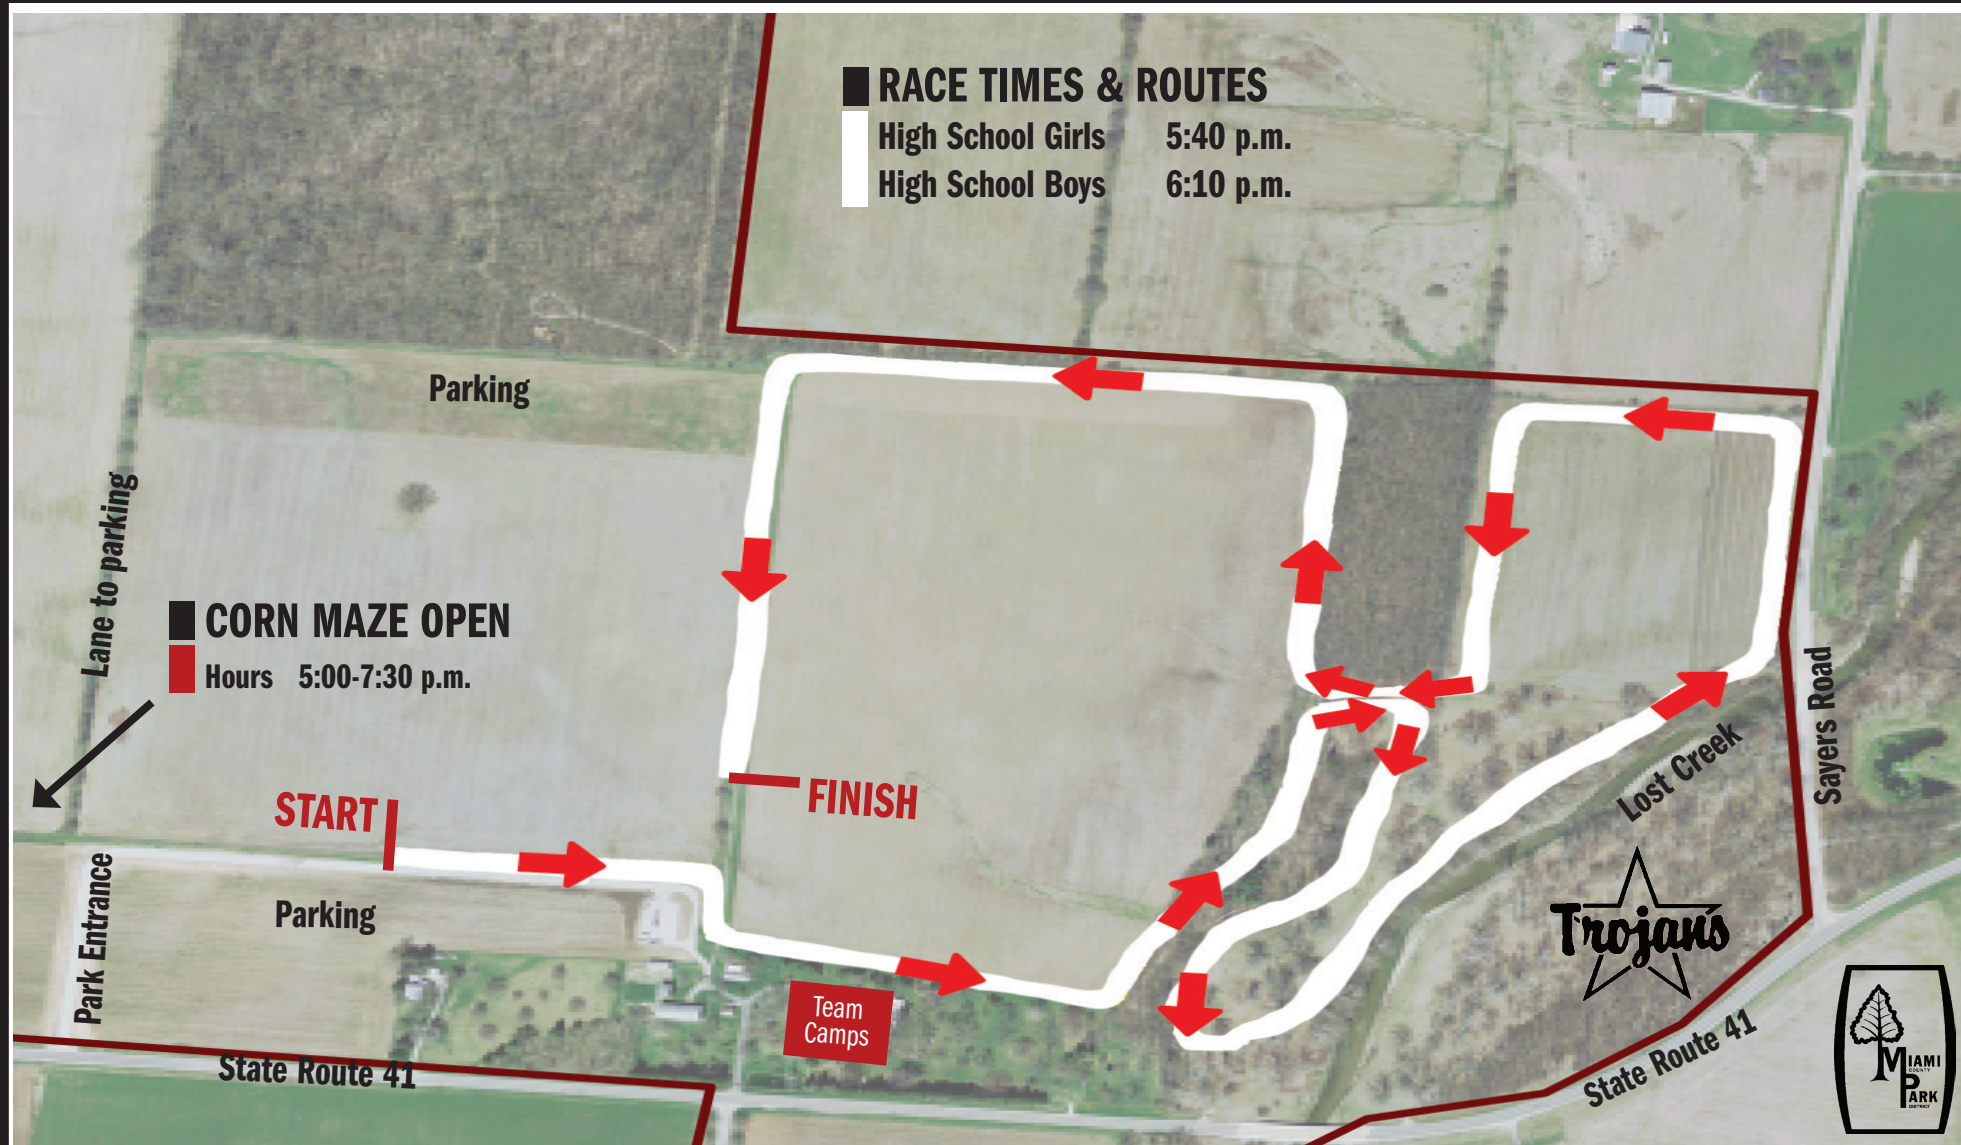 RACE TIMES & ROUTES
High School Girls 5:40 p.m.
High School Boys 6:10 p.m.
Parking
Lane to parking
CORN MAZE OPEN
Hours 5:00-7:30 p.m.
START
FINISH
Parking
Park Entrance
Team
Camps
State Route 41
Lost Creek
Sayers Road
Trojans
State Route 41
MIAMI
COUNTY
PARK
DISTRICT